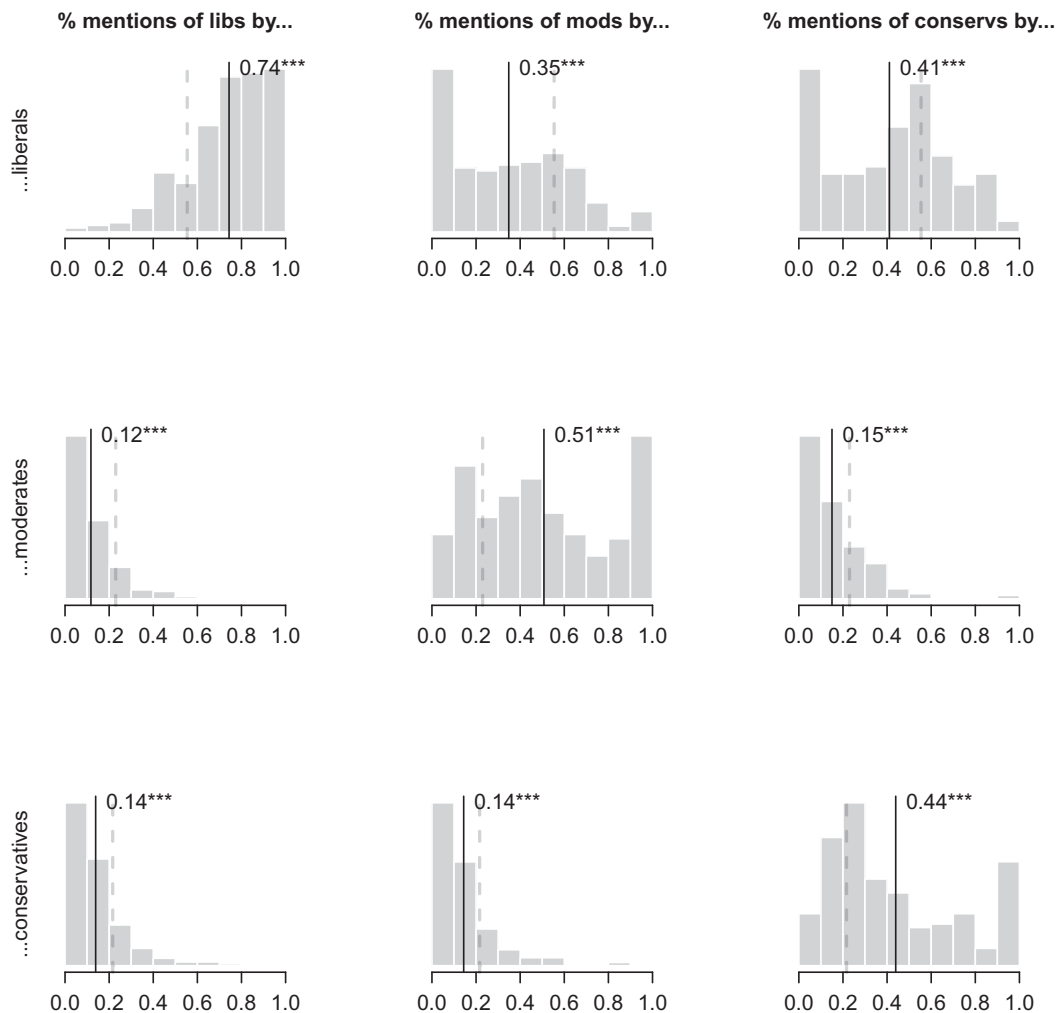 % mentions of libs by... % mentions of mods by... % mentions of conservs by...
...liberals
0.74*** 0.35*** 0.41***
0.0 0.2 0.4 0.6 0.8 1.0 0.0 0.2 0.4 0.6 0.8 1.0 0.0 0.2 0.4 0.6 0.8 1.0
...moderates
0.12*** 0.51*** 0.15***
0.0 0.2 0.4 0.6 0.8 1.0 0.0 0.2 0.4 0.6 0.8 1.0 0.0 0.2 0.4 0.6 0.8 1.0
...conservatives
0.14*** 0.14*** 0.44***
0.0 0.2 0.4 0.6 0.8 1.0 0.0 0.2 0.4 0.6 0.8 1.0 0.0 0.2 0.4 0.6 0.8 1.0